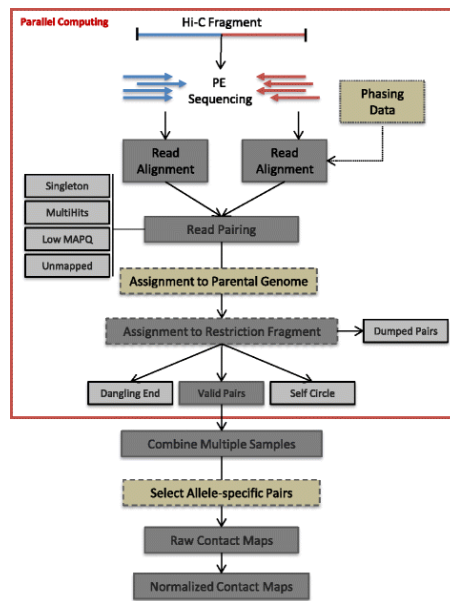 Parallel Computing
Hi-C Fragment
PE
Sequencing
Phasing
Data
Read
Alignment
Read
Alignment
Singleton
MultiHits
Low MAPQ
Unmapped
Read Pairing
Assignment to Parental Genome
Assignment to Restriction Fragment
Dumped Pairs
Dangling End
Valid Pairs
Self Circle
Combine Multiple Samples
Select Allele-specific Pairs
Raw Contact Maps
Normalized Contact Maps